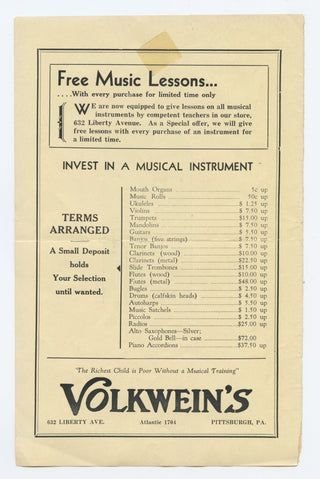 Free Music Lessons...
....With every purchase for limited time only
WE are now equipped to give lessons on all musical
instruments by competent teachers in our store,
632 Liberty Avenue. As a Special offer, we will give
free lessons with every purchase of an instrument for
a limited time.
INVEST IN A MUSICAL INSTRUMENT
TERMS
ARRANGED
A Small Deposit
holds
Your Selection
until wanted.
Mouth Organs 5c up
Music Rolls 50c up
Ukuleles $ 1.25 up
Violins $ 7.50 up
Trumpets $15.00 up
Mandolins $ 7.50 up
Guitars $ 5.50 up
Banjos (five strings) $ 7.50 up
Tenor Banjos $ 7.50 up
Clarinets (wood) $10.00 up
Clarinets (metal) $22.50 up
Slide Trombones $15.00 up
Flutes (wood) $10.00 up
Flutes (metal) $48.00 up
Bugles $ 2.50 up
Drums (calfskin heads) $ 4.50 up
Autoharps $ 5.50 up
Music Satchels $ 1.50 up
Piccolos $ 2.50 up
Radios $25.00 up
Alto Saxophones—Silver;
Gold Bell—in case $72.00
Piano Accordions $37.50 up
"The Richest Child is Poor Without a Musical Training"
VOLKWEIN'S
632 LIBERTY AVE. Atlantic 1704 PITTSBURGH, PA.